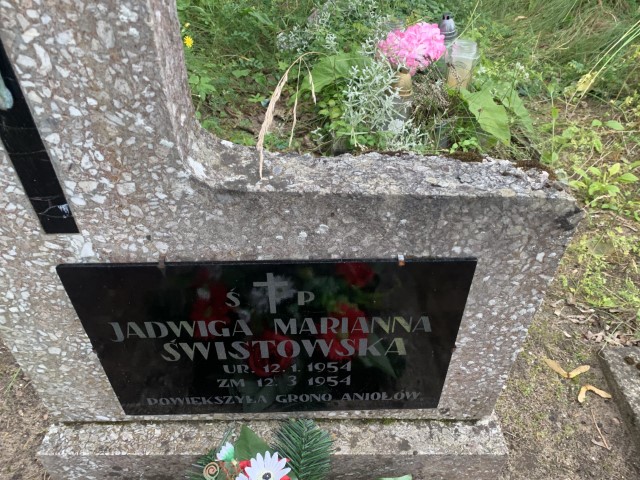 Ś P
JADWIGA MARIANNA
ŚWISTOWSKA
UR. 12.1.1954
ZM 12.3.1954
POWIĘKSZYŁA GRONO ANIOŁÓW